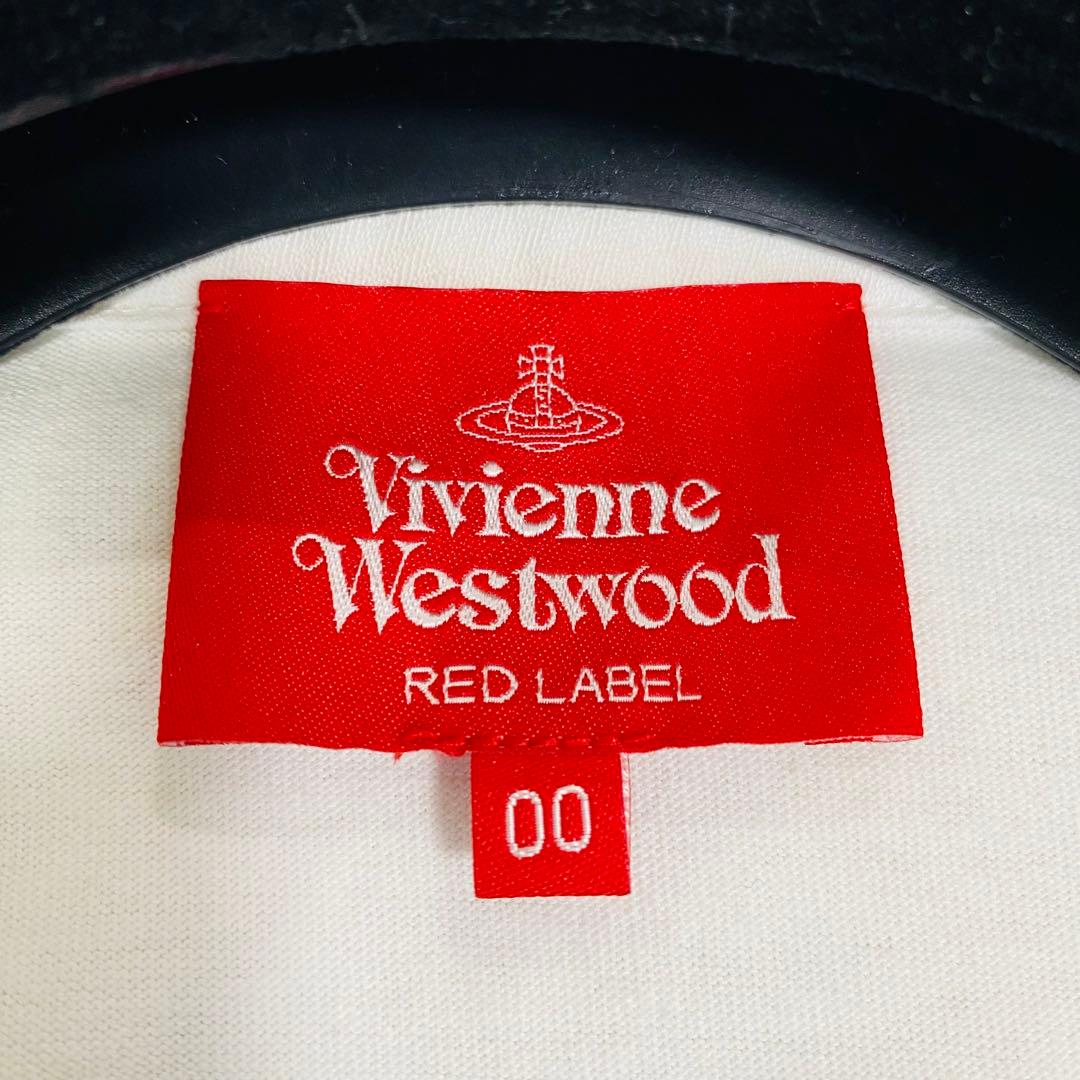 Vivienne
Westwood
RED LABEL
00